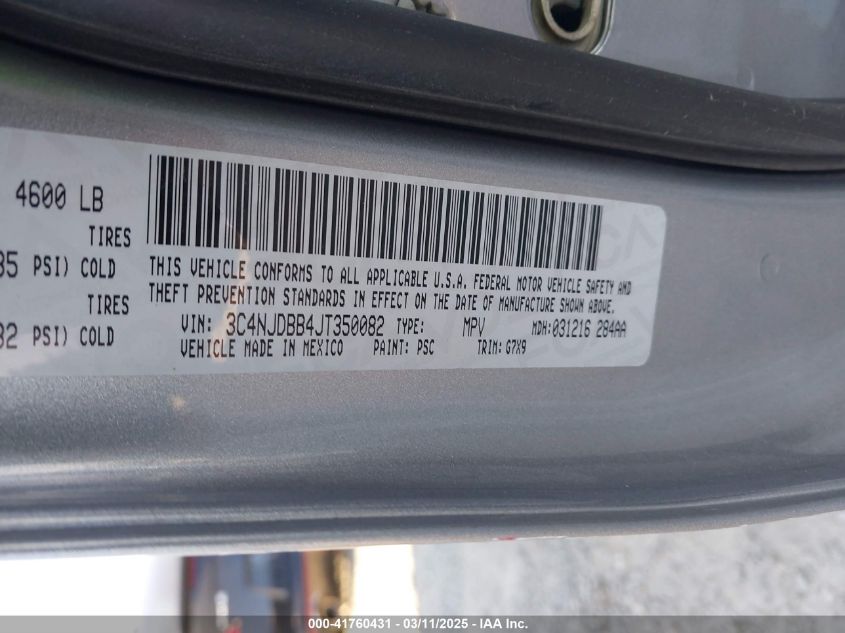 4600 LB
TIRES
PSI) COLD
THIS VEHICLE CONFORMS TO ALL APPLICABLE U.S.A. FEDERAL MOTOR VEHICLE SAFETY AND
THEFT PREVENTION STANDARDS IN EFFECT ON THE DATE OF MANUFACTURE SHOWN ABOVE.
TIRES
PSI) COLD
VIN: 3C4NJDBB4JT350082 TYPE: MPV MDH:031216 284AA
VEHICLE MADE IN MEXICO PAINT: PSC TRIM: G7X9
000-41760431 - 03/11/2025 - IAA Inc.